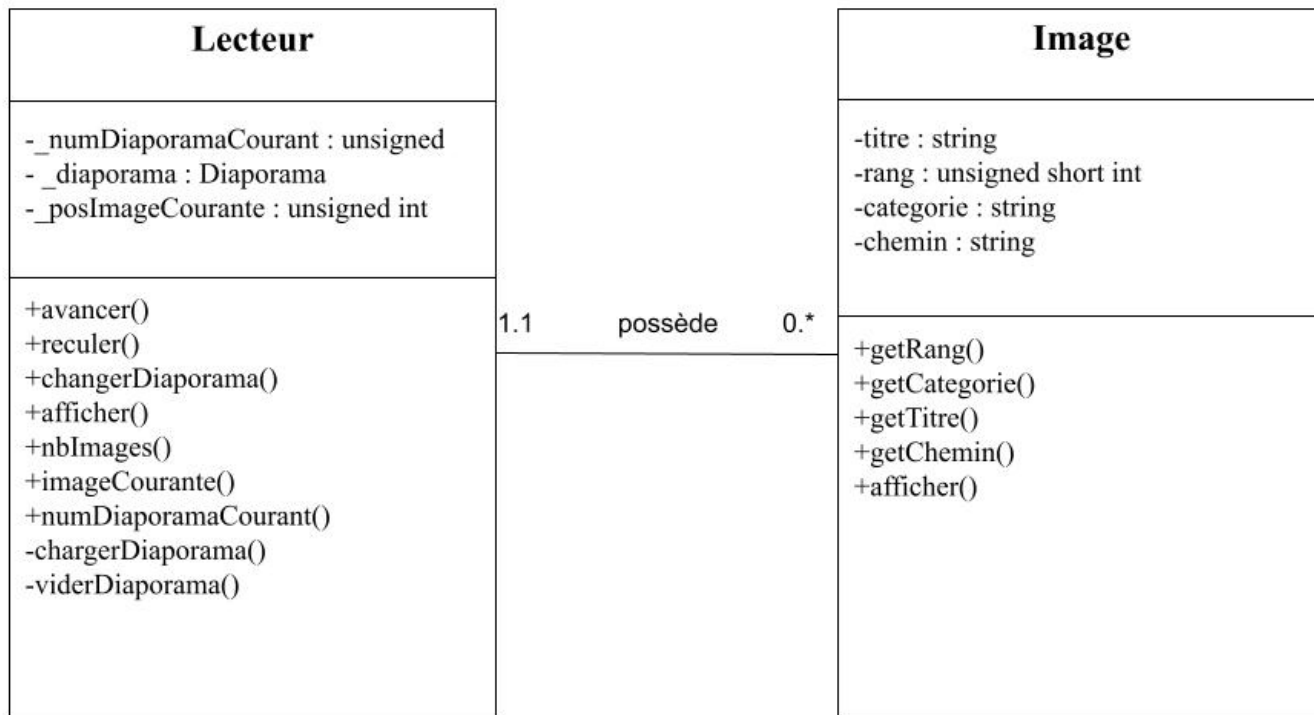 Lecteur
-_numDiaporamaCourant : unsigned
- _diaporama : Diaporama
-_posImageCourante : unsigned int
+avancer()
+reculer()
+changerDiaporama()
+afficher()
+nbImages()
+imageCourante()
+numDiaporamaCourant()
-chargerDiaporama()
-viderDiaporama()
1.1 possède 0.*
Image
-titre : string
-rang : unsigned short int
-categorie : string
-chemin : string
+getRang()
+getCategorie()
+getTitre()
+getChemin()
+afficher()